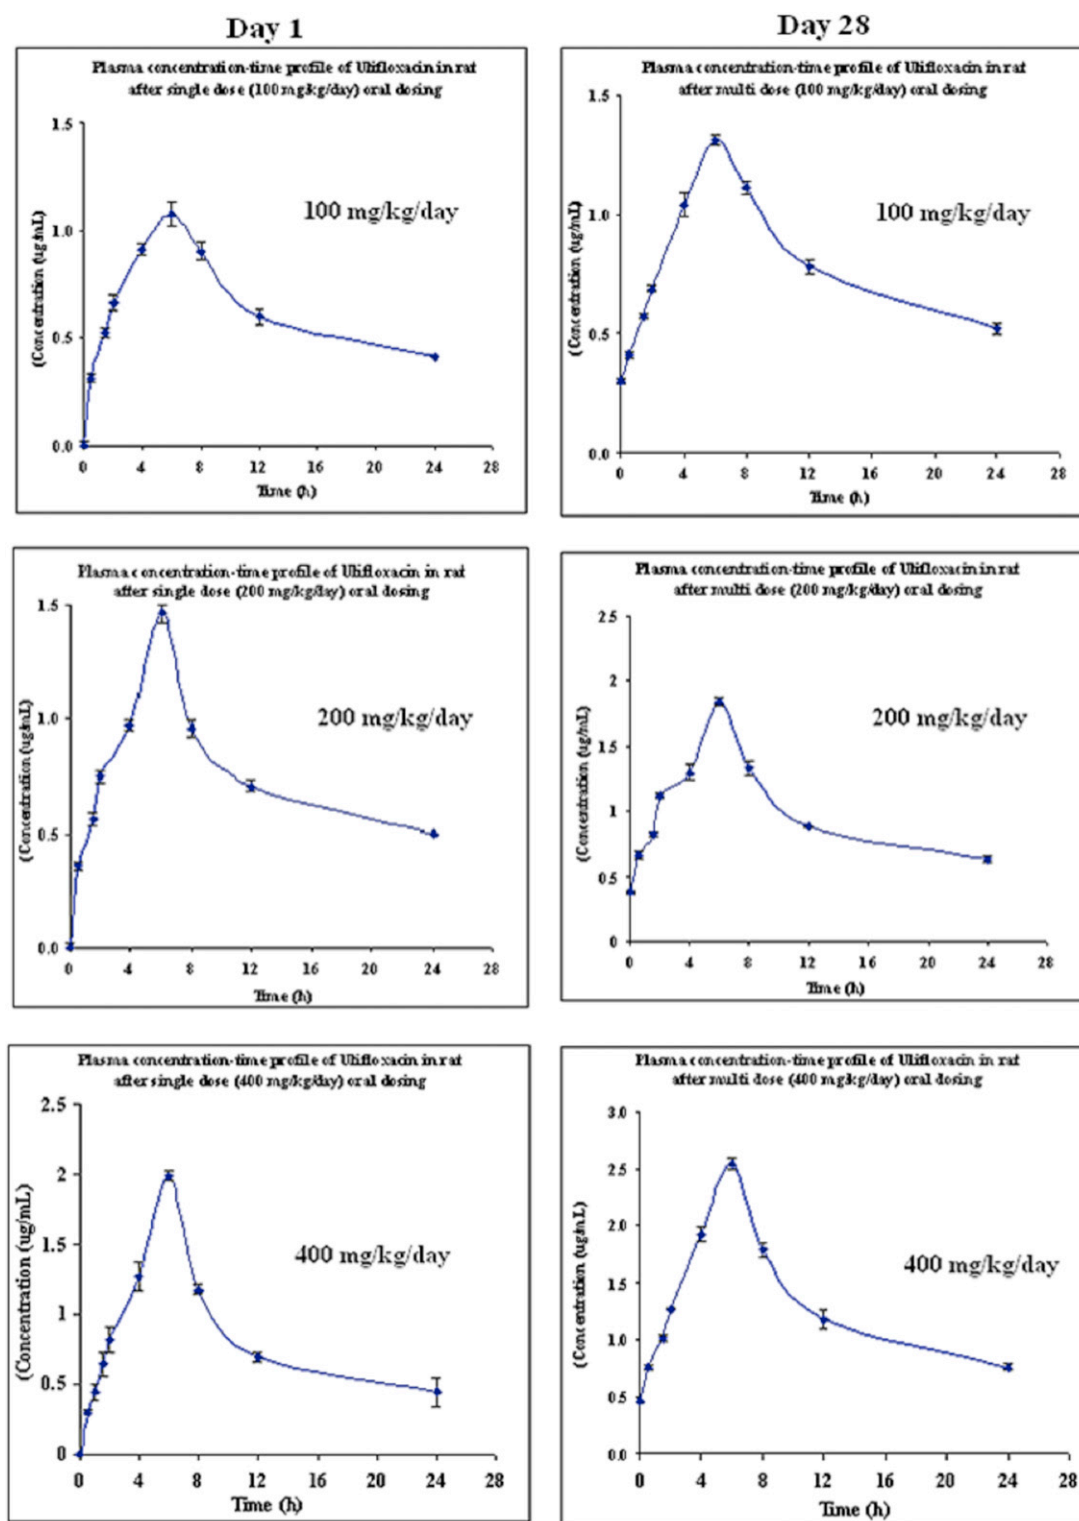 Day 1
Day 28
Plasma concentration-time profile of Ulifloxacin in rat
after single dose (100 mg/kg/day) oral dosing
1.5
1.0
0.5
0.0
(Concentration (ug/mL)
100 mg/kg/day
0 4 8 12 16 20 24 28
Time (h)
Plasma concentration-time profile of Ulifloxacin in rat
after multi dose (100 mg/kg/day) oral dosing
1.5
1.0
0.5
0.0
(Concentration (ug/mL)
100 mg/kg/day
0 4 8 12 16 20 24 28
Time (h)
Plasma concentration-time profile of Ulifloxacin in rat
after single dose (200 mg/kg/day) oral dosing
1.5
1.0
0.5
0.0
(Concentration (ug/mL)
200 mg/kg/day
0 4 8 12 16 20 24 28
Time (h)
Plasma concentration-time profile of Ulifloxacin in rat
after multi dose (200 mg/kg/day) oral dosing
2.5
2
1.5
1
0.5
0
(Concentration (ug/mL)
200 mg/kg/day
0 4 8 12 16 20 24 28
Time (h)
Plasma concentration-time profile of Ulifloxacin in rat
after single dose (400 mg/kg/day) oral dosing
2.5
2
1.5
1
0.5
0
(Concentration (ug/mL)
400 mg/kg/day
0 4 8 12 16 20 24 28
Time (h)
Plasma concentration-time profile of Ulifloxacin in rat
after multi dose (400 mg/kg/day) oral dosing
3.0
2.5
2.0
1.5
1.0
0.5
0.0
(Concentration (ug/mL)
400 mg/kg/day
0 4 8 12 16 20 24 28
Time (h)